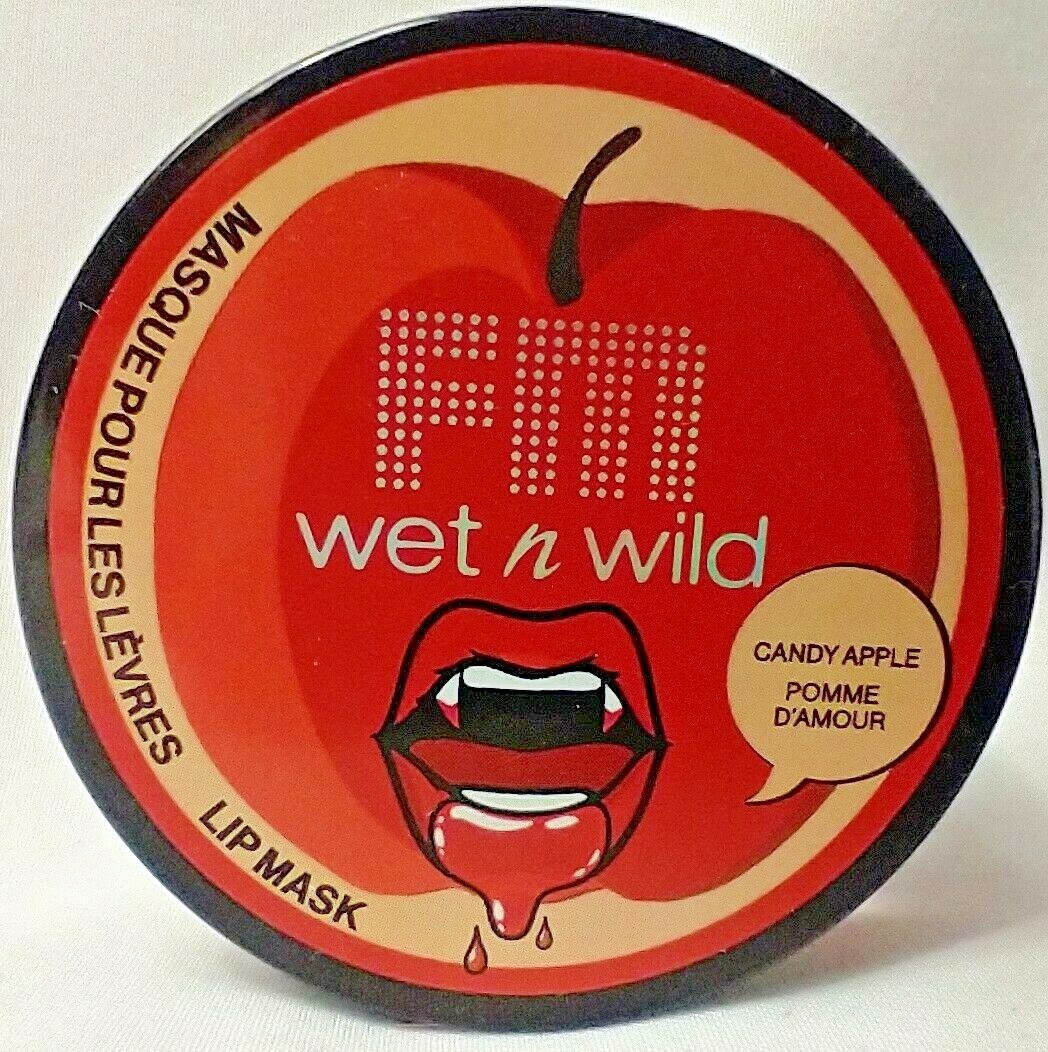 FM
wet n wild
CANDY APPLE
POMME
D'AMOUR
MASQUE POUR LES LÈVRES
LIP MASK